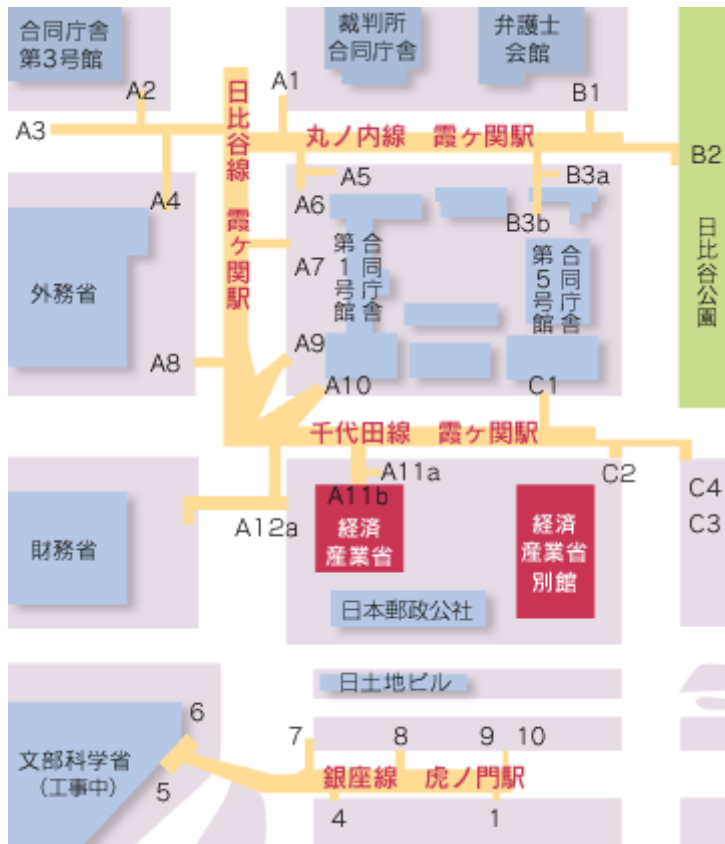 合同庁舎
第3号館
裁判所
合同庁舎
弁護士
会館
A2
A1
B1
A3
日比谷線 霞ヶ関駅
丸ノ内線 霞ヶ関駅
B2
A5
B3a
A4
A6
B3b
日比谷公園
外務省
A7
合同庁舎
第1号館
合同庁舎
第5号館
A9
A8
A10
C1
千代田線 霞ヶ関駅
A11a
C2
C4
A11b
A12a
C3
財務省
経済
産業省
経済
産業省
別館
日本郵政公社
日土地ビル
6
7
8
9
10
文部科学省
(工事中)
5
銀座線 虎ノ門駅
4
1